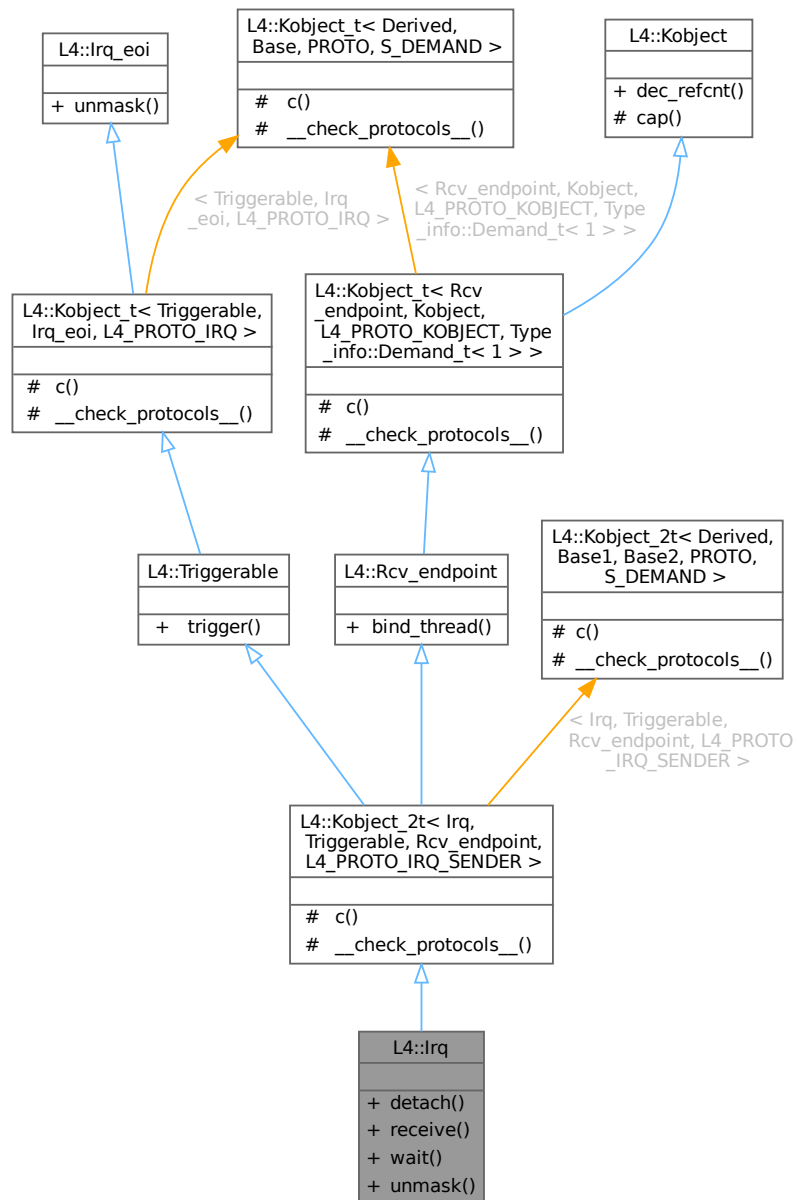 L4::Irq_eoi
+ unmask()
L4::Kobject_t< Derived,
Base, PROTO, S_DEMAND >
# c()
# __check_protocols__()
L4::Kobject
+ dec_refcnt()
# cap()
< Triggerable, Irq
_eoi, L4_PROTO_IRQ >
< Rcv_endpoint, Kobject,
L4_PROTO_KOBJECT, Type
_info::Demand_t< 1 > >
L4::Kobject_t< Triggerable,
Irq_eoi, L4_PROTO_IRQ >
# c()
# __check_protocols__()
L4::Kobject_t< Rcv
_endpoint, Kobject,
L4_PROTO_KOBJECT, Type
_info::Demand_t< 1 > >
# c()
# __check_protocols__()
L4::Triggerable
+ trigger()
L4::Rcv_endpoint
+ bind_thread()
L4::Kobject_2t< Derived,
Base1, Base2, PROTO,
S_DEMAND >
# c()
# __check_protocols__()
< Irq, Triggerable,
Rcv_endpoint, L4_PROTO
_IRQ_SENDER >
L4::Kobject_2t< Irq,
Triggerable, Rcv_endpoint,
L4_PROTO_IRQ_SENDER >
# c()
# __check_protocols__()
L4::Irq
+ detach()
+ receive()
+ wait()
+ unmask()